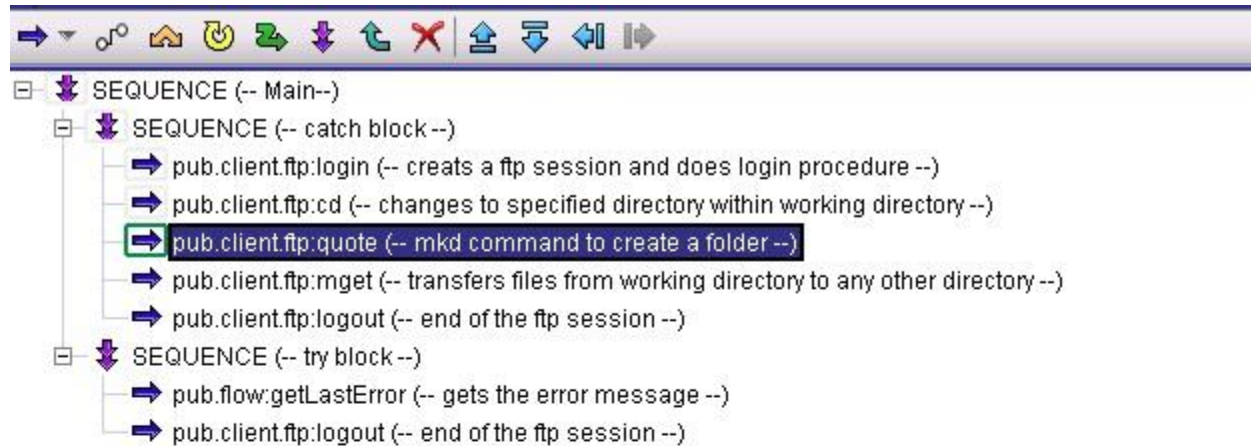 SEQUENCE (-- Main--)
SEQUENCE (-- catch block --)
pub.client.ftp:login (-- creats a ftp session and does login procedure --)
pub.client.ftp:cd (-- changes to specified directory within working directory --)
pub.client.ftp:quote (-- mkd command to create a folder --)
pub.client.ftp:mget (-- transfers files from working directory to any other directory --)
pub.client.ftp:logout (-- end of the ftp session --)
SEQUENCE (-- try block --)
pub.flow:getLastError (-- gets the error message --)
pub.client.ftp:logout (-- end of the ftp session --)